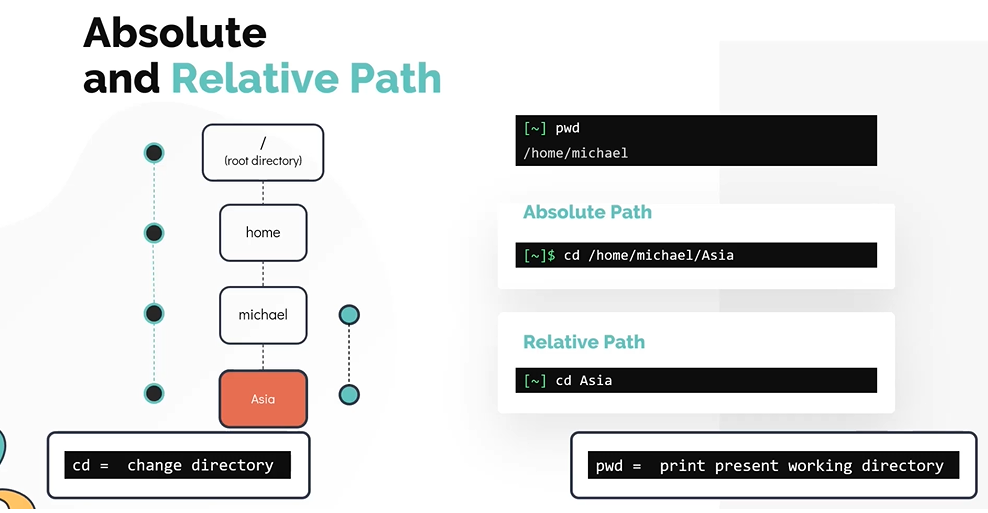 Absolute
and Relative Path
/
(root directory)
home
michael
Asia
cd =  change directory
[~] pwd
/home/michael
Absolute Path
[~]$ cd /home/michael/Asia
Relative Path
[~] cd Asia
pwd =  print present working directory